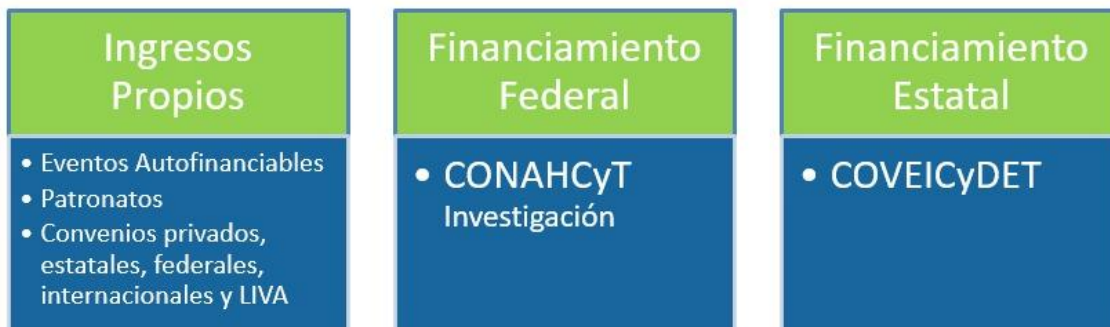 Ingresos
Propios
• Eventos Autofinanciables
• Patronatos
• Convenios privados,
estatales, federales,
internacionales y LIVA
Financiamiento
Federal
• CONAHCyT
Investigación
Financiamiento
Estatal
• COVEICyDET